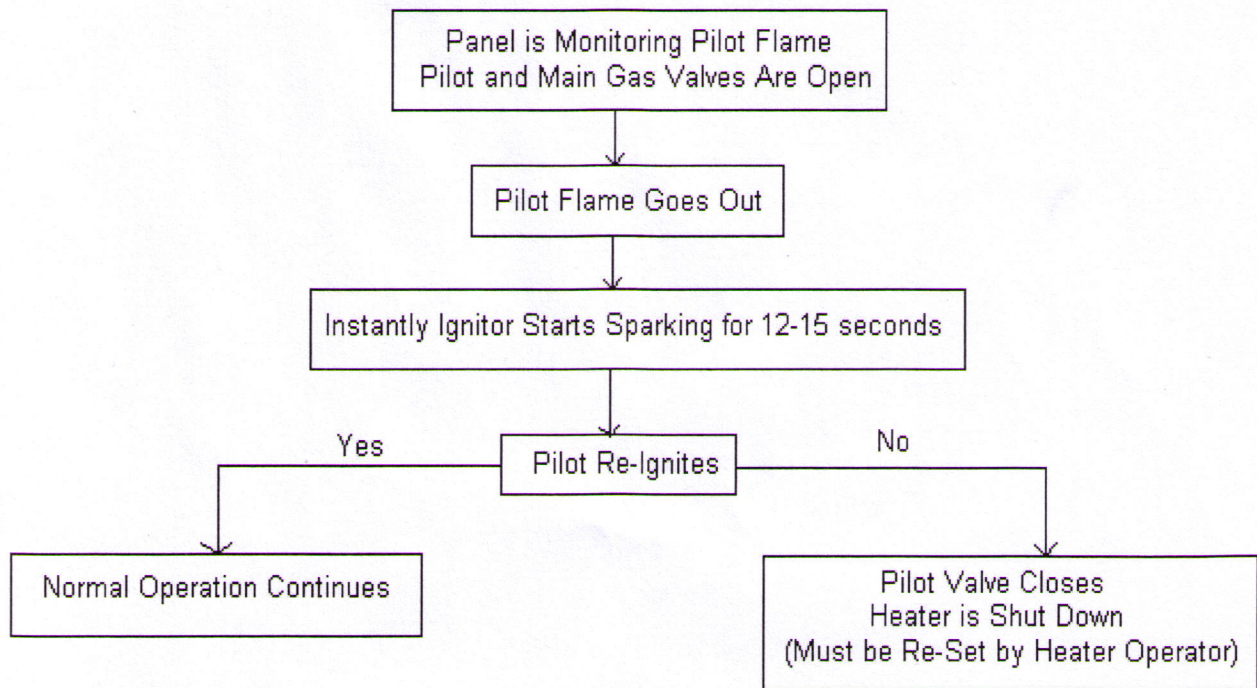 Panel is Monitoring Pilot Flame
Pilot and Main Gas Valves Are Open
Pilot Flame Goes Out
Instantly Ignitor Starts Sparking for 12-15 seconds
Yes
Pilot Re-Ignites
No
Normal Operation Continues
Pilot Valve Closes
Heater is Shut Down
(Must be Re-Set by Heater Operator)